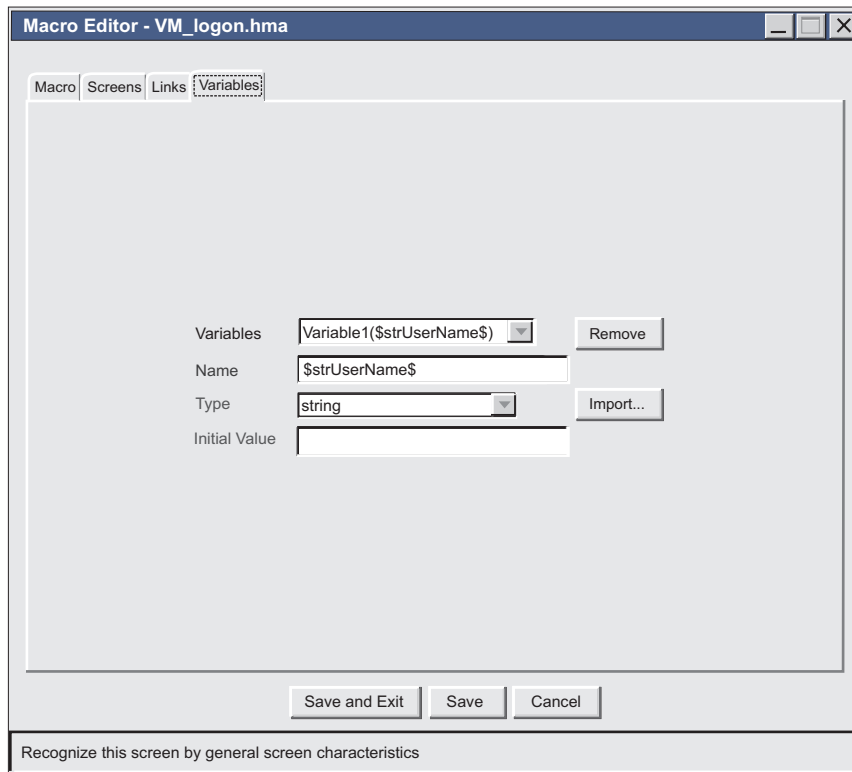 Macro Editor - VM_logon.hma
Macro Screens Links Variables
Variables Variable1($strUserName$) Remove
Name $strUserName$
Type string Import...
Initial Value
Save and Exit Save Cancel
Recognize this screen by general screen characteristics